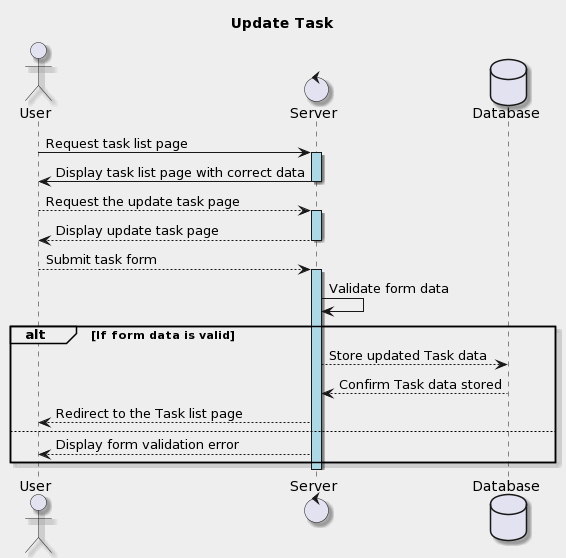 Update Task
User
Server
Database
Request task list page
Display task list page with correct data
Request the update task page
Display update task page
Submit task form
Validate form data
alt [If form data is valid]
Store updated Task data
Confirm Task data stored
Redirect to the Task list page
Display form validation error
User
Server
Database